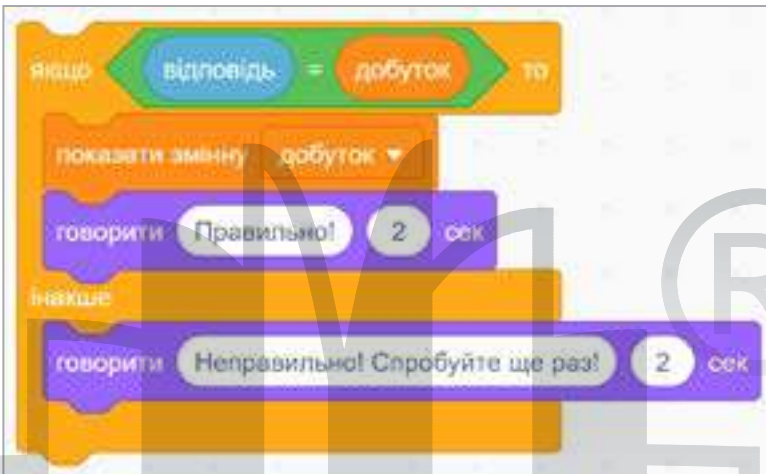 якщо відповідь = добуток то
показати змінну добуток
говорити Правильно! 2 сек
інакше
говорити Неправильно! Спробуйте ще раз! 2 сек
®